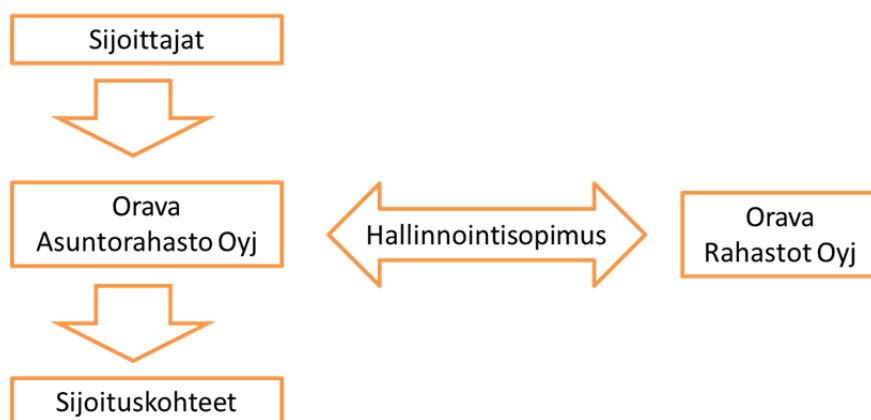 Sijoittajat
Orava
Asuntorahasto Oyj
Hallinnointisopimus
Orava
Rahastot Oyj
Sijoituskohteet